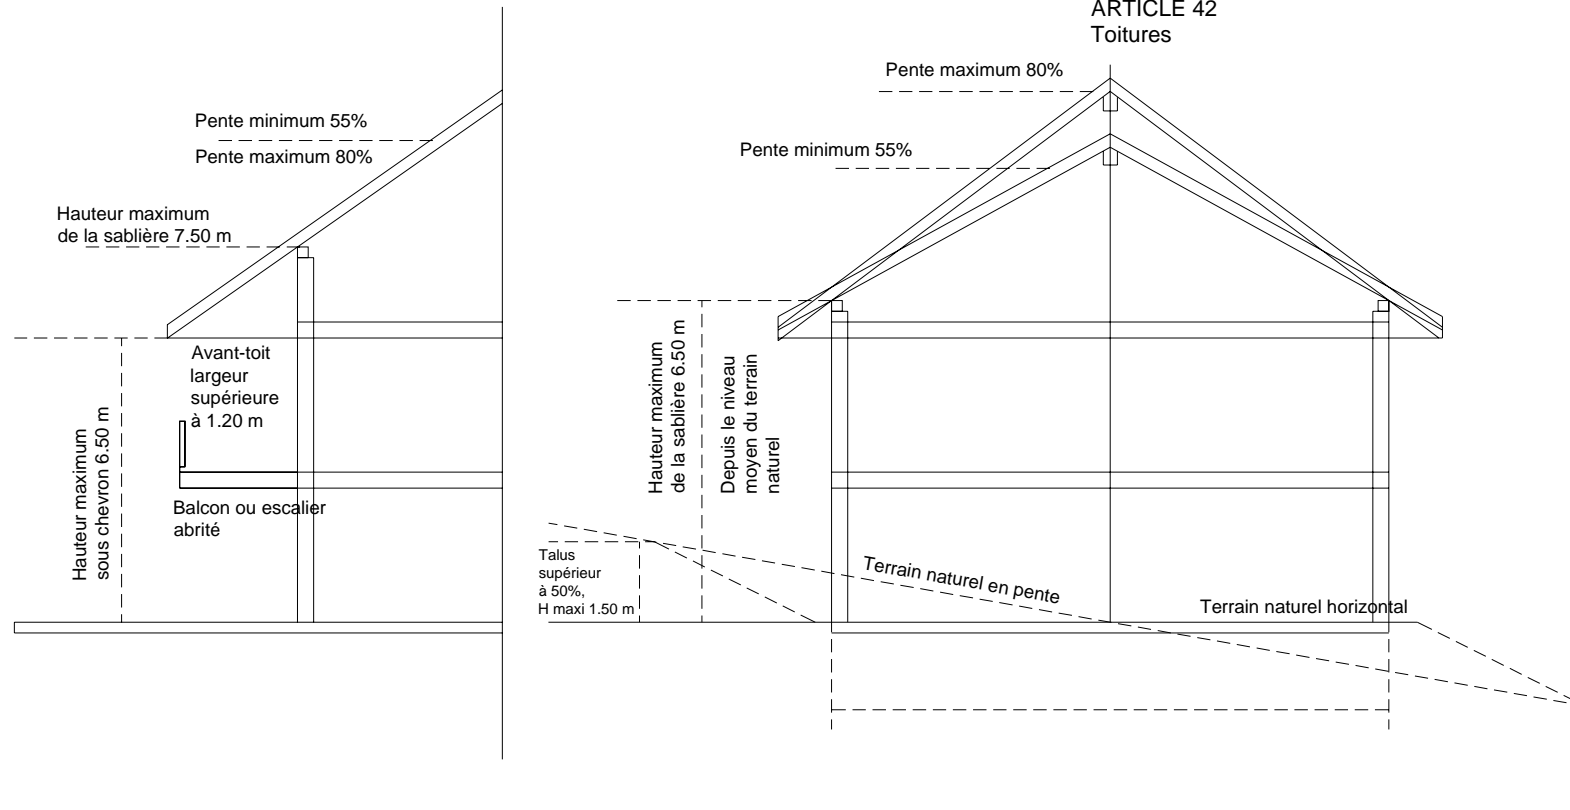 ARTICLE 42
Toitures
Pente minimum 55%
Pente maximum 80%
Hauteur maximum
de la sablière 7.50 m
Avant-toit
largeur
supérieure
à 1.20 m
Hauteur maximum
sous chevron 6.50 m
Balcon ou escalier
abrité
Pente maximum 80%
Pente minimum 55%
Hauteur maximum
de la sablière 6.50 m
Depuis le niveau
moyen du terrain
naturel
Talus
supérieur
à 50%,
H maxi 1.50 m
Terrain naturel en pente
Terrain naturel horizontal